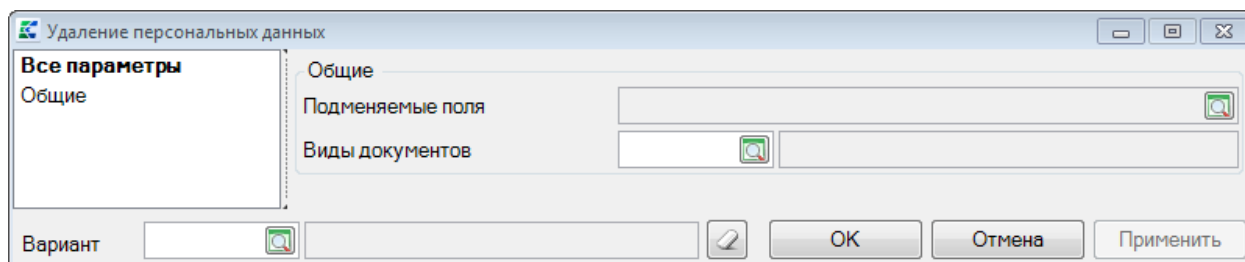 Удаление персональных данных
Все параметры
Общие
Общие
Подменяемые поля
Виды документов
Вариант
OK
Отмена
Применить